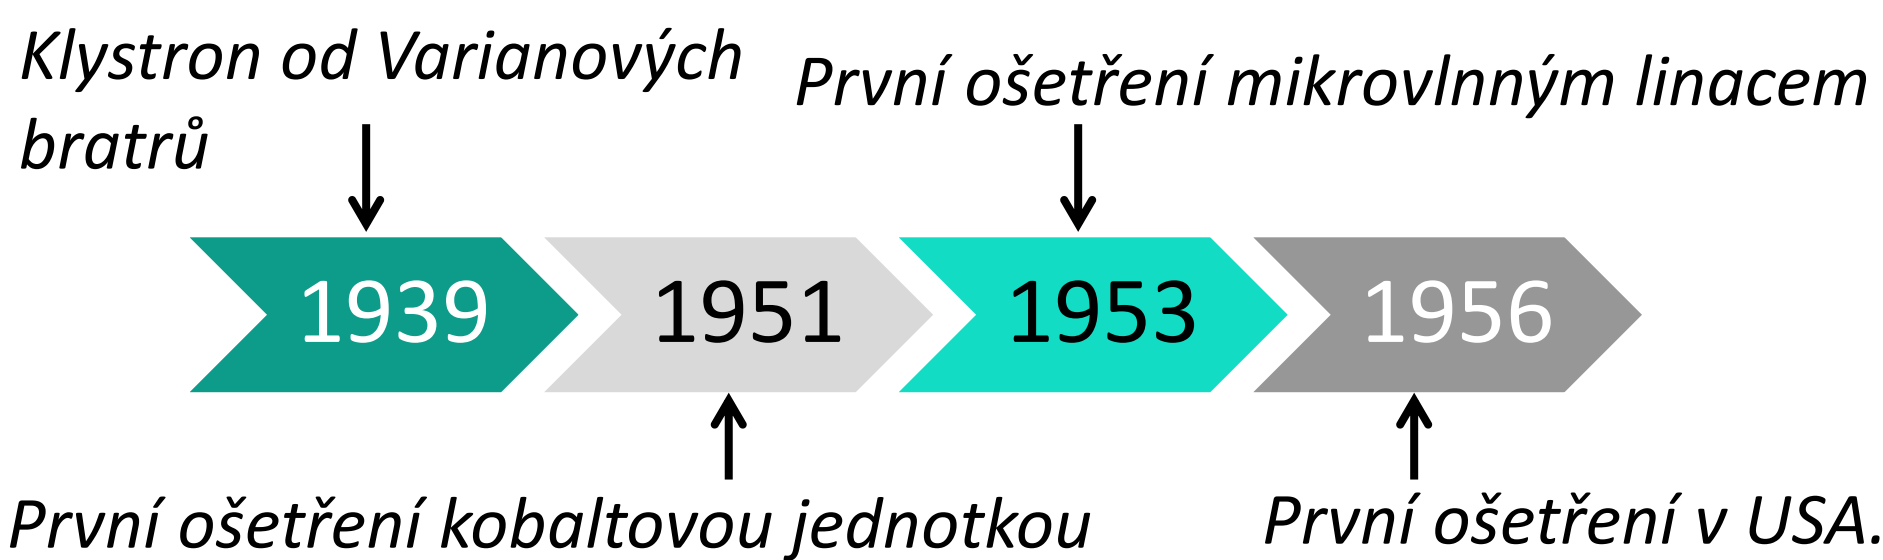 Klystron od Varianových
bratrů
První ošetření mikrovlnným linacem
1939
1951
1953
1956
První ošetření kobaltovou jednotkou
První ošetření v USA.